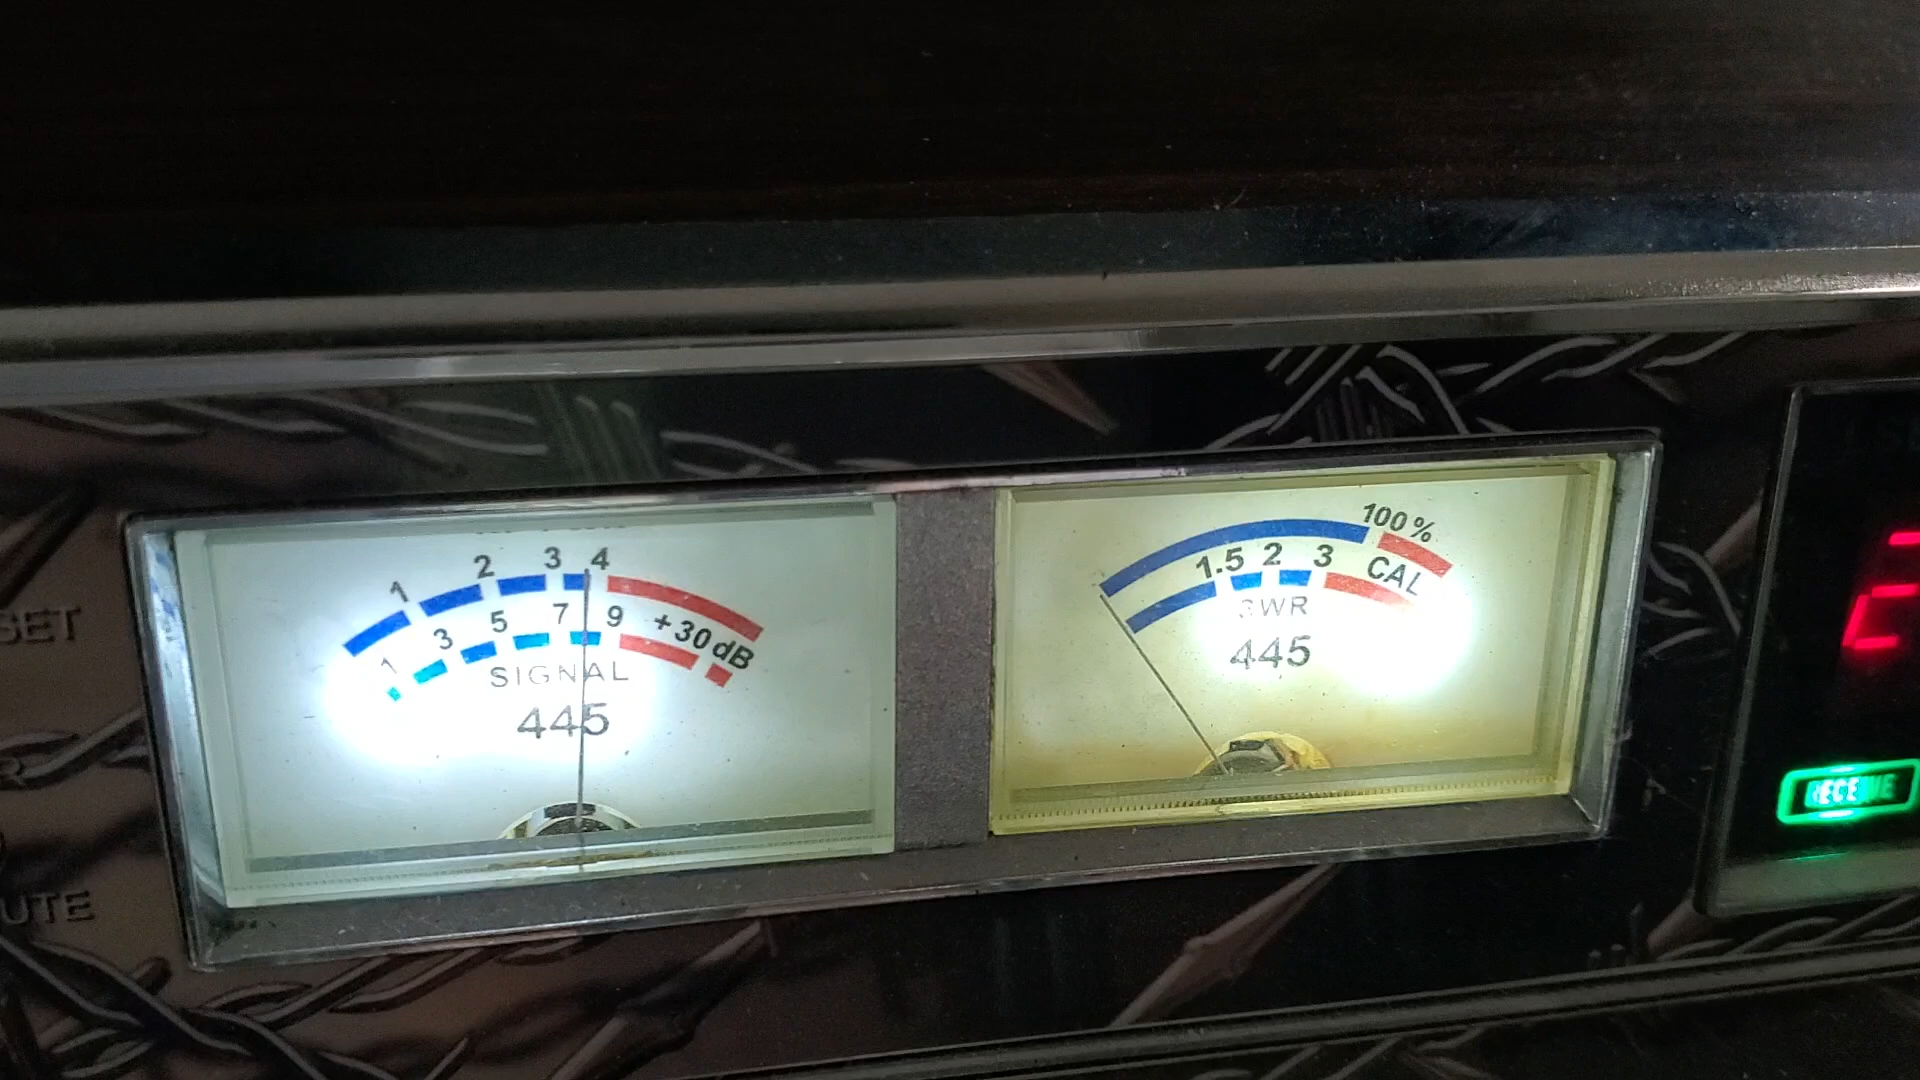 1 2 3 4
1 3 5 7 9 +30dB
SIGNAL
445
100%
1.5 2 3 CAL
SWR
445
SET
UTE
RECEIVE